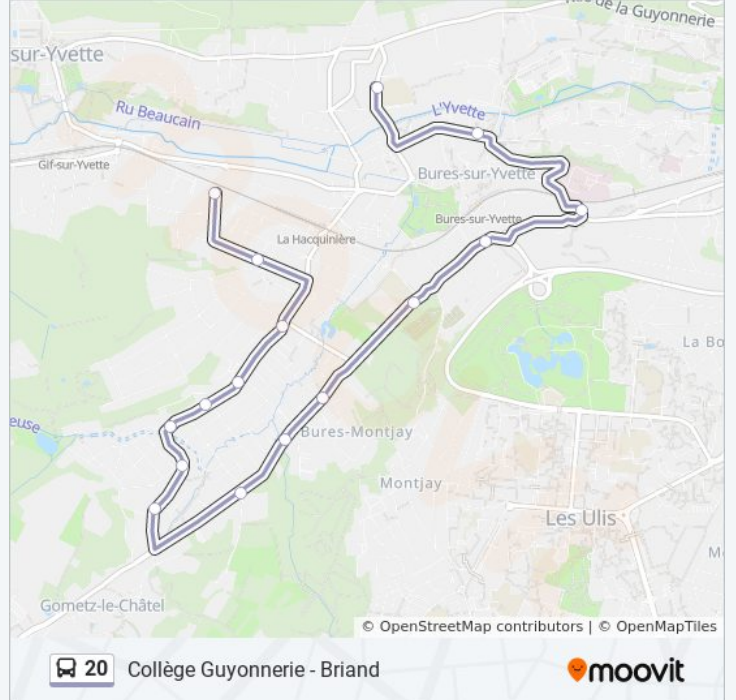 de la Guyonnerie
sur-Yvette
Ru Beaucain
L'Yvette
Gif-sur-Yvette
Bures-sur-Yvette
Bures-sur-Yvette
La Hacquinière
La Bo
euse
Bures-Montjay
Montjay
Les Ulis
M
Gometz-le-Châtel
© OpenStreetMap contributors | © OpenMapTiles
20 Collège Guyonnerie - Briand
moovit